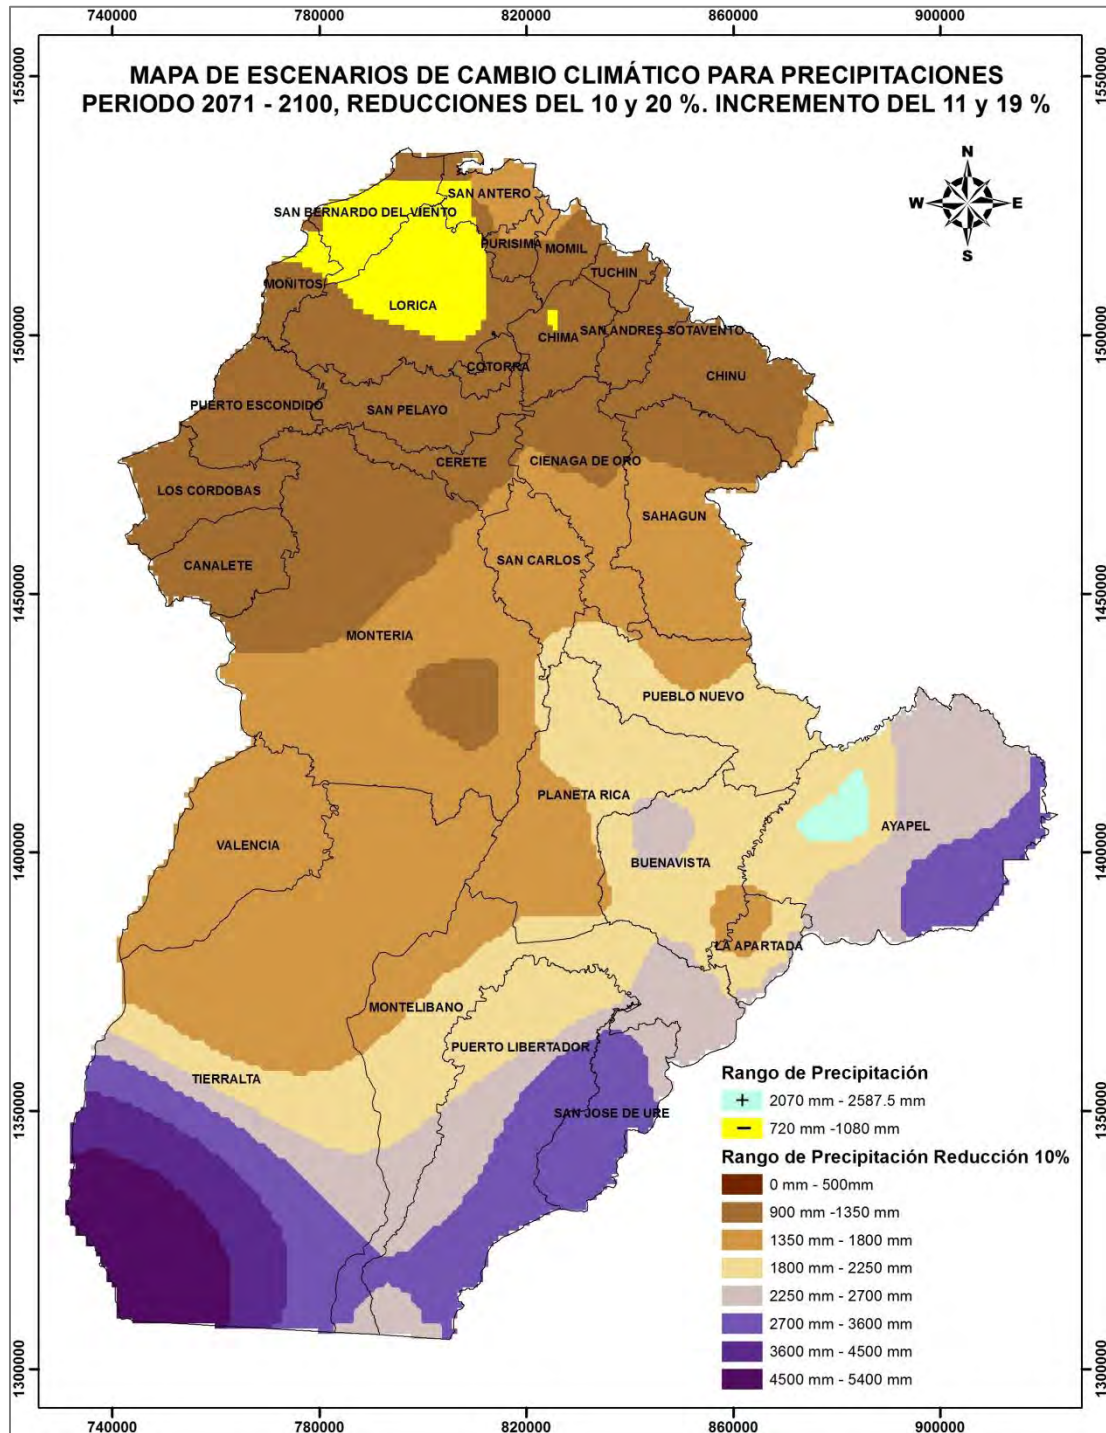 740000 780000 820000 860000 900000
1550000 1550000
MAPA DE ESCENARIOS DE CAMBIO CLIMÁTICO PARA PRECIPITACIONES
PERIODO 2071 - 2100, REDUCCIONES DEL 10 y 20 %. INCREMENTO DEL 11 y 19 %
N
W E
S
SAN ANTERO
SAN BERNARDO DEL VIENTO
PURISIMA
MOMIL
TUCHIN
MOÑITOS
LORICA
1500000 1500000
SAN ANDRES SOTAVENTO
CHIMA
COTORRA
CHINU
PUERTO ESCONDIDO
SAN PELAYO
CERETE
CIENAGA DE ORO
LOS CORDOBAS
SAHAGUN
SAN CARLOS
CANALETE
1450000 1450000
MONTERIA
PUEBLO NUEVO
PLANETA RICA
AYAPEL
VALENCIA
1400000 1400000
BUENAVISTA
LA APARTADA
MONTELIBANO
PUERTO LIBERTADOR
TIERRALTA
SAN JOSE DE URE
1350000 1350000
Rango de Precipitación
+ 2070 mm - 2587.5 mm
− 720 mm -1080 mm
Rango de Precipitación Reducción 10%
0 mm - 500mm
900 mm -1350 mm
1350 mm - 1800 mm
1800 mm - 2250 mm
2250 mm - 2700 mm
2700 mm - 3600 mm
3600 mm - 4500 mm
4500 mm - 5400 mm
1300000 1300000
740000 780000 820000 860000 900000